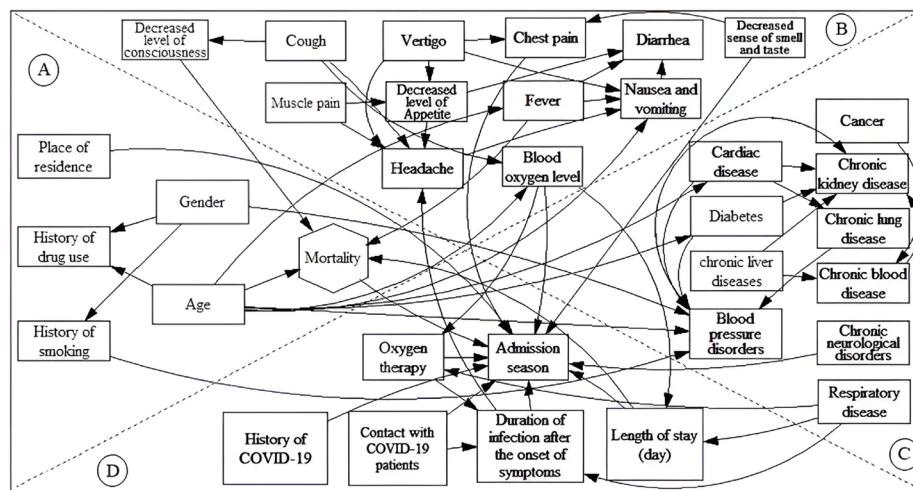 Decreased
level of
consciousness
Cough
Vertigo
Chest pain
Diarrhea
Decreased
sense of smell
and taste
B
A
Muscle pain
Decreased
level of
Appetite
Fever
Nausea and
vomiting
Cancer
Place of
residence
Headache
Blood
oxygen level
Cardiac
disease
Chronic
kidney disease
Gender
Diabetes
Chronic lung
disease
History of
drug use
Mortality
chronic liver
diseases
Chronic blood
disease
Age
History of
smoking
Oxygen
therapy
Admission
season
Blood
pressure
disorders
Chronic
neurological
disorders
Respiratory
disease
History of
COVID-19
Contact with
COVID-19
patients
Duration of
infection after
the onset of
symptoms
Length of stay
(day)
D
C